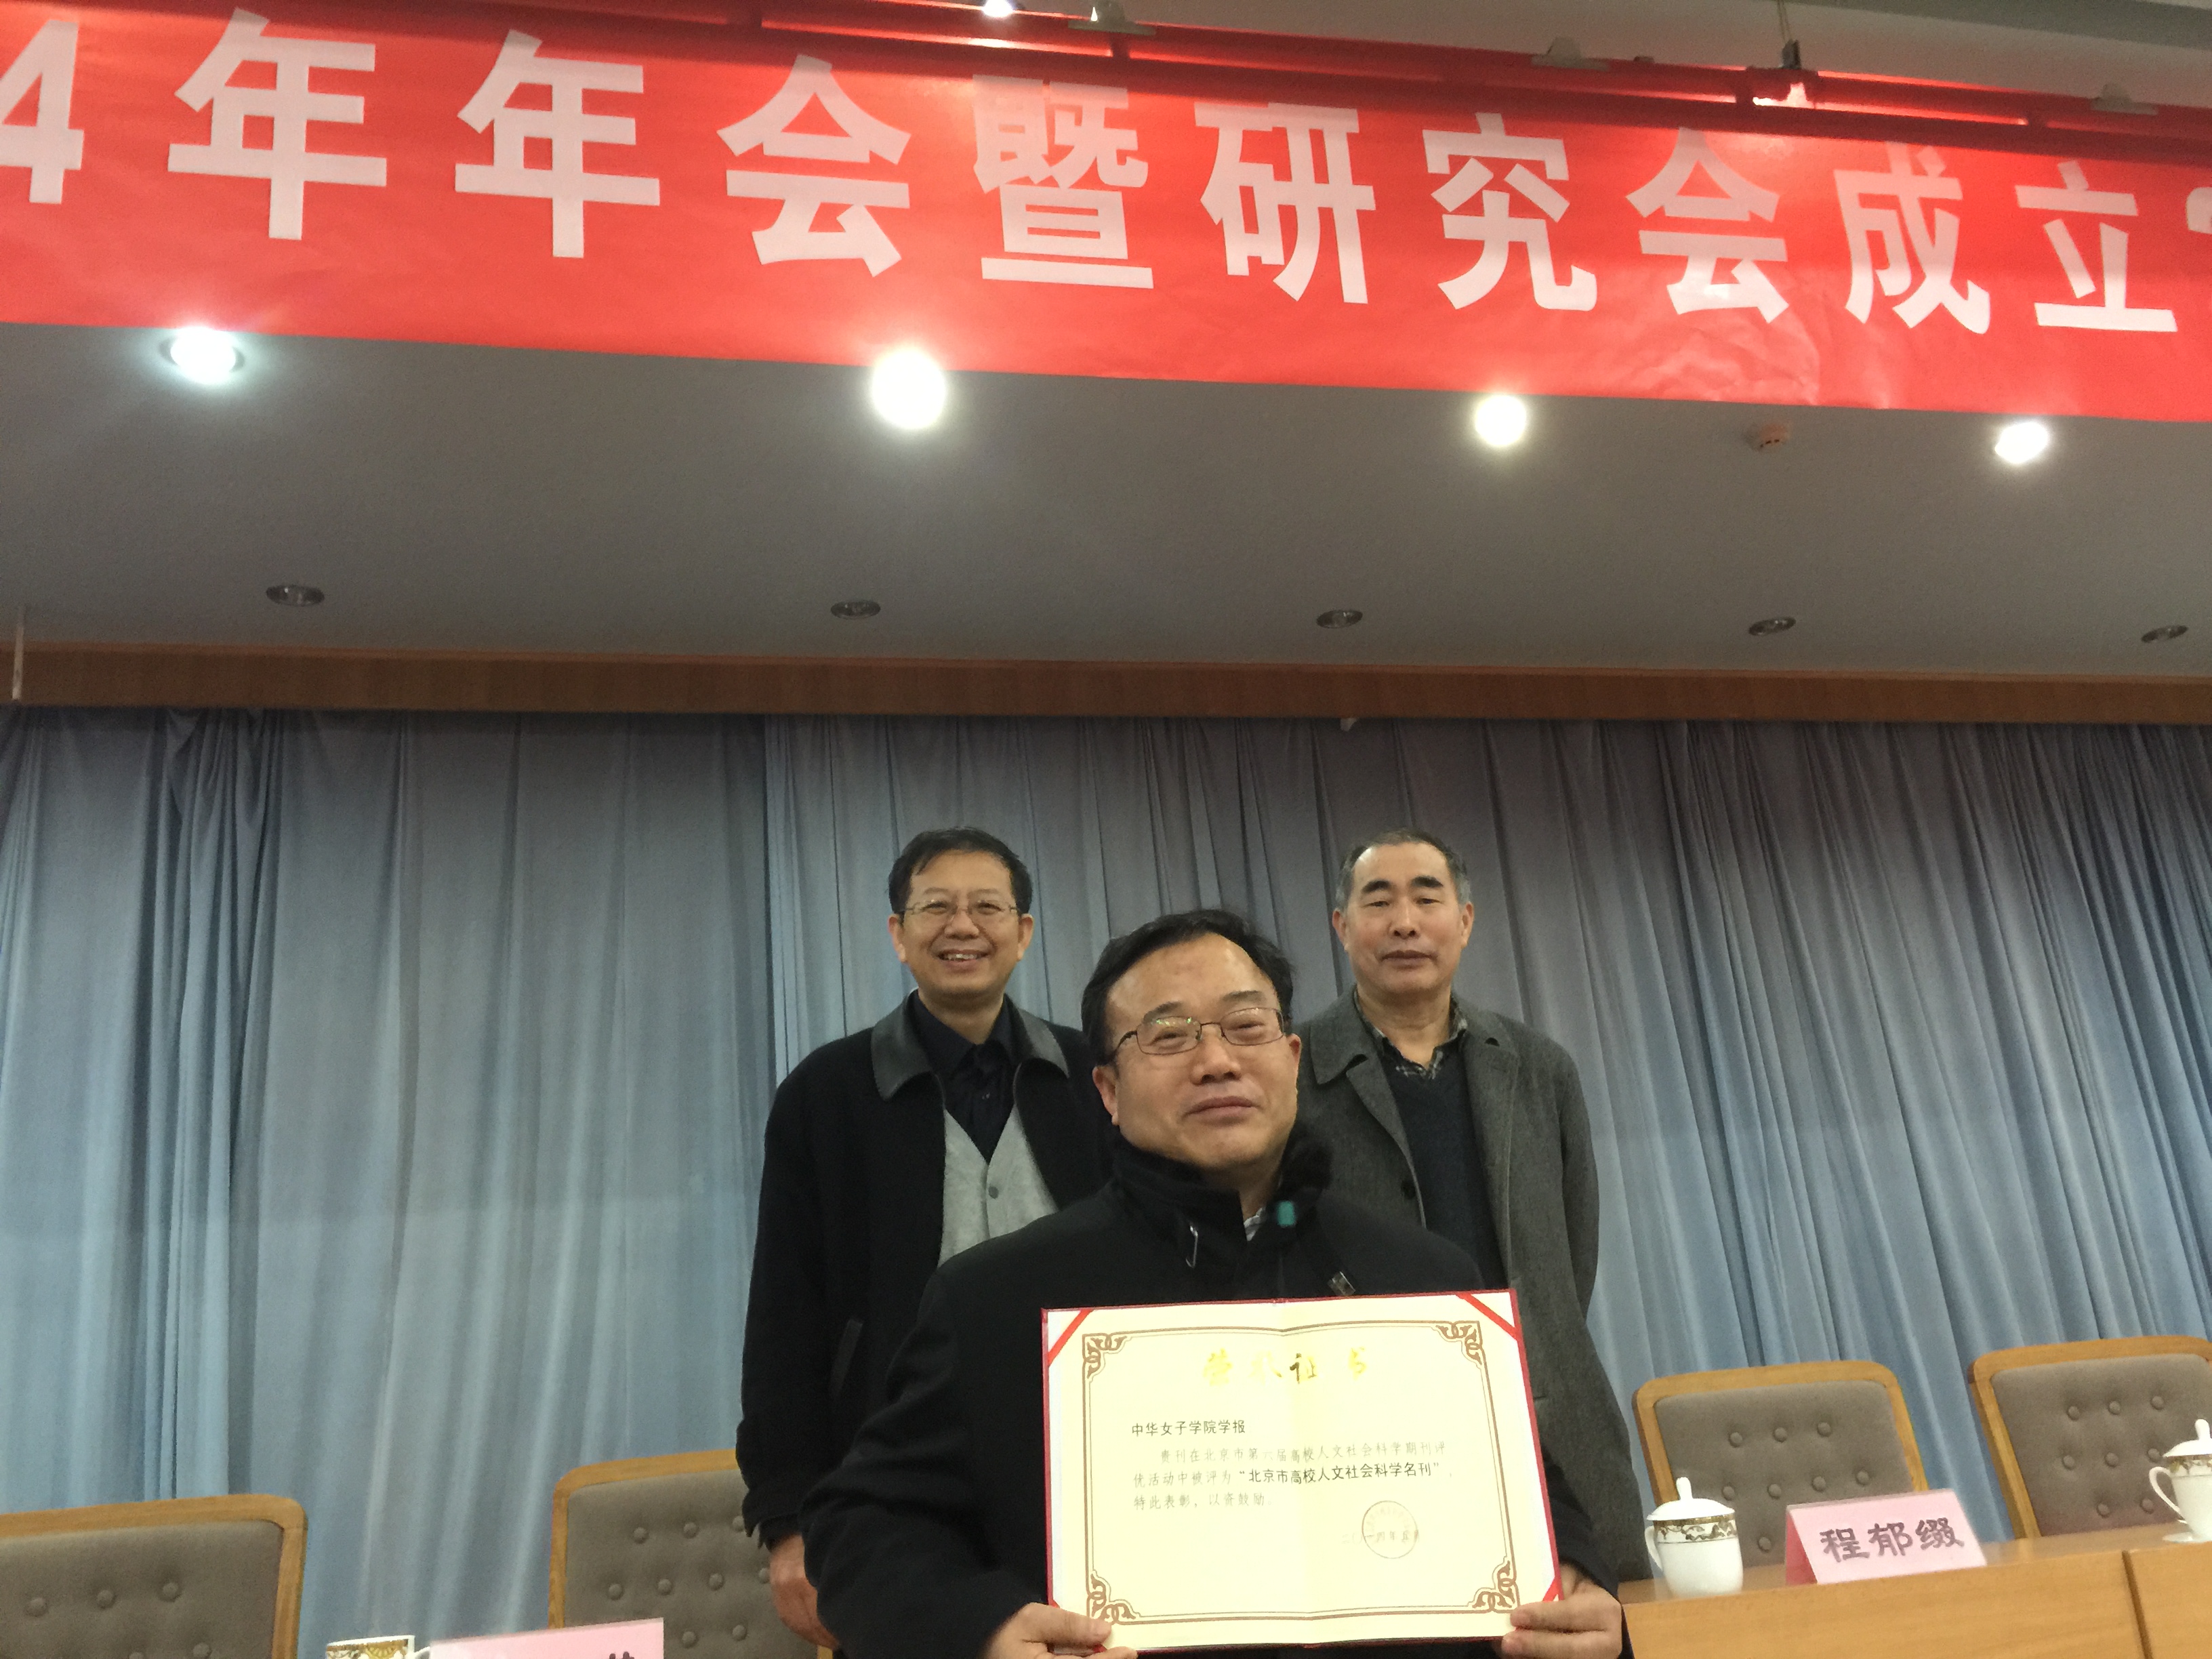 4年年会暨研究会成立
荣誉证书
中华女子学院学报
贵刊在北京市第六届高校人文社会科学期刊评
优活动中被评为“北京市高校人文社会科学名刊”，
特此表彰，以资鼓励。
程郁缀